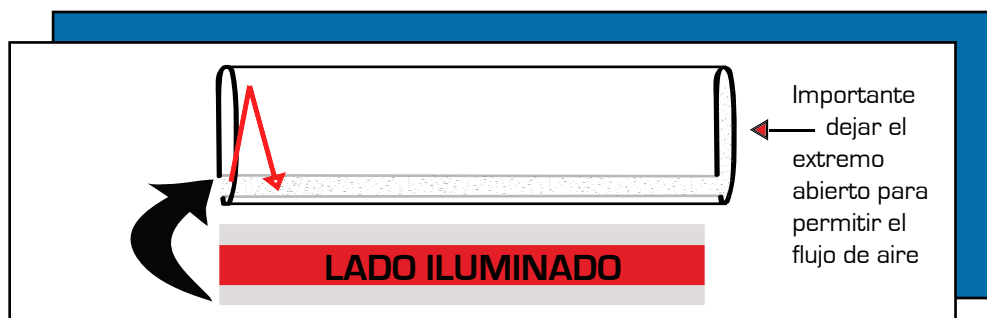 Importante
dejar el
extremo
abierto para
permitir el
flujo de aire
LADO ILUMINADO